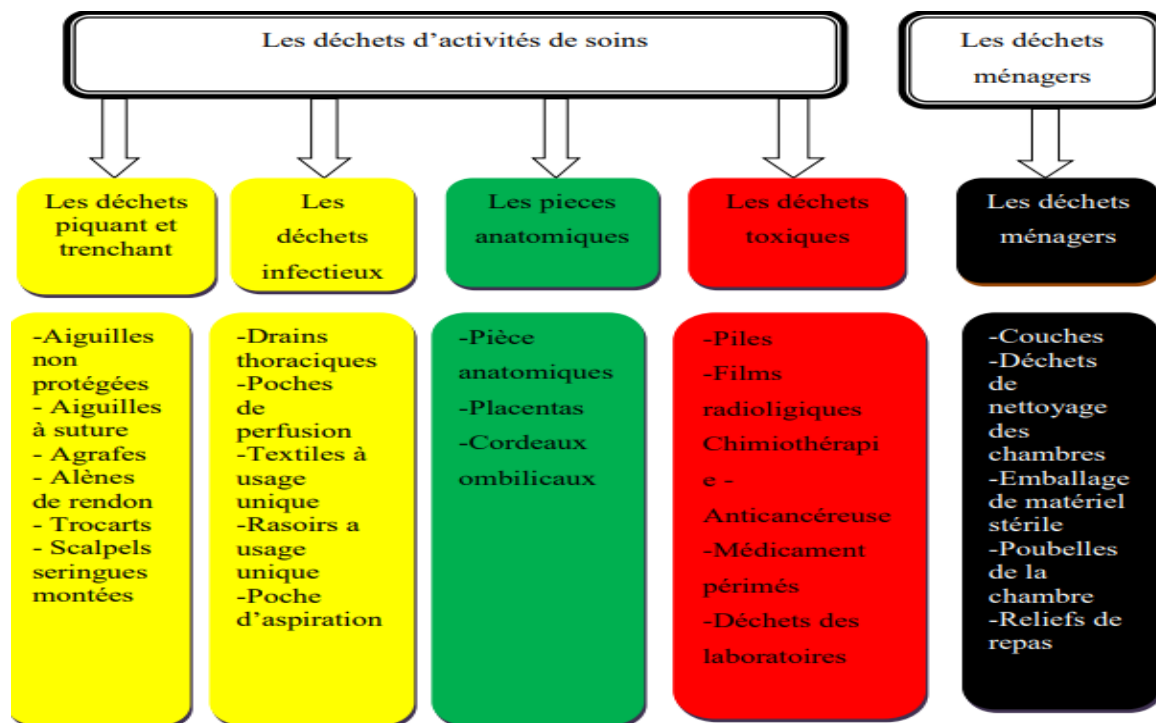 Les déchets d'activités de soins
Les déchets
ménagers
Les déchets
piquant et
trenchant
Les
déchets
infectieux
Les pieces
anatomiques
Les déchets
toxiques
Les déchets
ménagers
-Aiguilles
non
protégées
- Aiguilles
à suture
- Agrafes
- Alènes
de rendon
- Trocarts
- Scalpels
seringues
montées
-Drains
thoraciques
-Poches
de
perfusion
-Textiles à
usage
unique
-Rasoirs a
usage
unique
-Poche
d'aspiration
-Pièce
anatomiques
-Placentas
-Cordeaux
ombilicaux
-Piles
-Films
radioligiques
Chimiothérapi
e -
Anticancéreuse
-Médicament
périmés
-Déchets des
laboratoires
-Couches
-Déchets
de
nettoyage
des
chambres
-Emballage
de matériel
stérile
-Poubelles
de la
chambre
-Reliefs de
repas